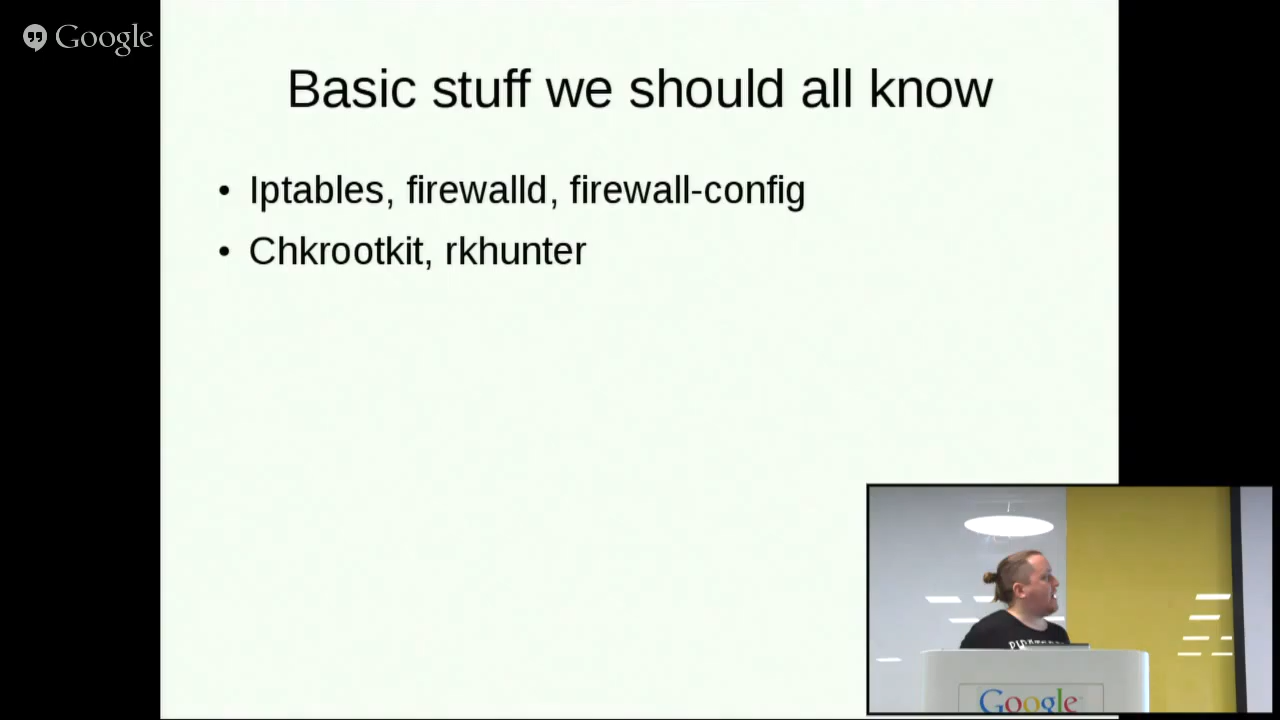 Google
Basic stuff we should all know
• Iptables, firewalld, firewall-config
• Chkrootkit, rkhunter
Google